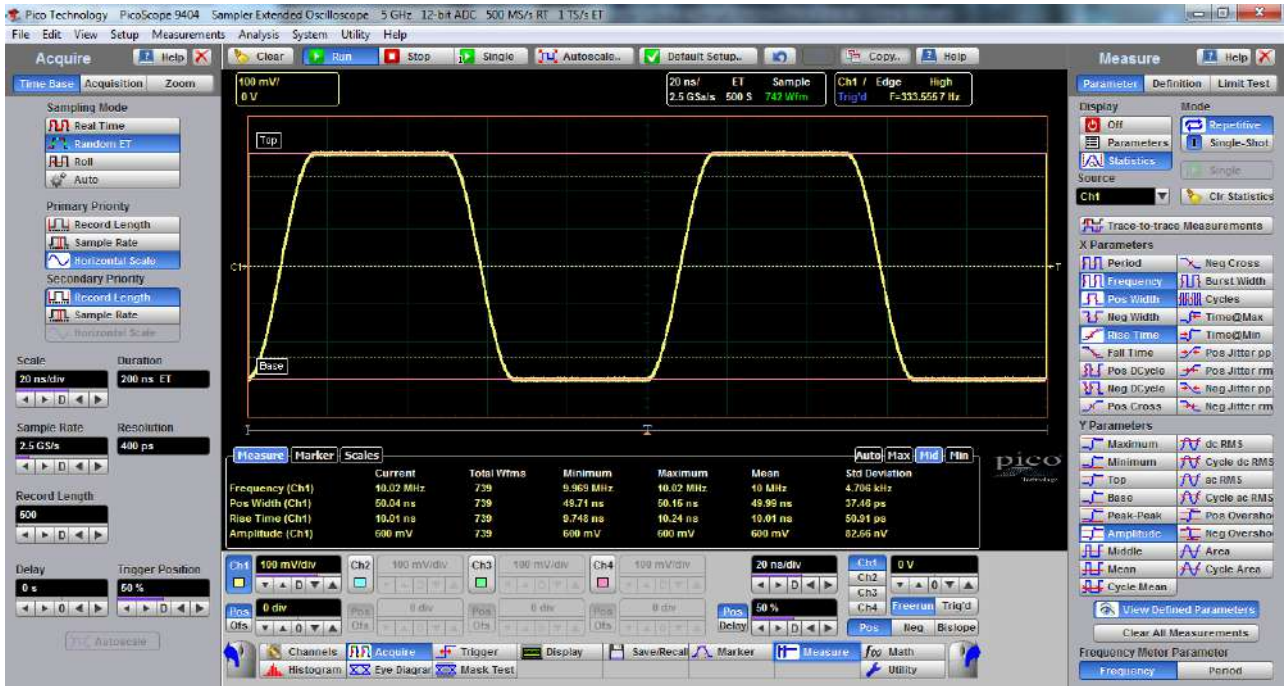 Pico Technology PicoScope 9404 Sampler Extended Oscilloscope 5 GHz 12-bit ADC 500 MS/s RT 1 TS/s ET
File Edit View Setup Measurements Analysis System Utility Help
Acquire Help
Clear Run Stop Single Autoscale.. Default Setup.. Copy.. Help
Measure Help
Time Base Acquisition Zoom
Sampling Mode
Real Time
Random ET
Roll
Auto
Primary Priority
Record Length
Sample Rate
Horizontal Scale
Secondary Priority
Record Length
Sample Rate
Horizontal Scale
Scale Duration
20 ns/div 200 ns ET
D
Sample Rate Resolution
2.5 GS/s 400 ps
D
Record Length
500
D
Delay Trigger Position
0 s 50 %
0 D
Autoscale
100 mV/
0 V
20 ns/ ET Sample
2.5 GSa/s 500 S 742 Wfm
Ch1 / Edge High
Trig'd F=333.5557 Hz
Top
C1 T
Base
T
Measure Marker Scales Auto Max Mid Min
pico
Technology
Current Total Wfms Minimum Maximum Mean Std Deviation
Frequency (Ch1) 10.02 MHz 739 9.969 MHz 10.02 MHz 10 MHz 4.706 kHz
Pos Width (Ch1) 50.04 ns 739 49.71 ns 50.16 ns 49.99 ns 37.46 ps
Rise Time (Ch1) 10.01 ns 739 9.748 ns 10.24 ns 10.01 ns 50.91 ps
Amplitude (Ch1) 600 mV 739 600 mV 600 mV 600 mV 82.66 nV
Ch1 100 mV/div Ch2 100 mV/div Ch3 100 mV/div Ch4 100 mV/div 20 ns/div Ch1 0 V
Ch2
Ch3
Pos 0 div Pos 0 div Pos 0 div Pos 0 div Pos 50 % Ch4 Freerun Trig'd
Ofs Ofs Ofs Ofs Delay Pos Neg Bislope
Channels Acquire Trigger Display Save/Recall Marker Measure Math
Histogram Eye Diagrar Mask Test Utility
Parameter Definition Limit Test
Display Mode
Off Repetitive
Parameters Single-Shot
Statistics Single
Source
Ch1 Clr Statistics
Trace-to-trace Measurements
X Parameters
Period Neg Cross
Frequency Burst Width
Pos Width Cycles
Neg Width Time@Max
Rise Time Time@Min
Fall Time Pos Jitter pp
Pos DCycle Pos Jitter rm
Neg DCycle Neg Jitter pp
Pos Cross Neg Jitter rm
Y Parameters
Maximum dc RMS
Minimum Cycle dc RMS
Top ac RMS
Base Cycle ac RMS
Peak-Peak Pos Oversho
Amplitude Neg Oversho
Middle Area
Mean Cycle Area
Cycle Mean
View Defined Parameters
Clear All Measurements
Frequency Meter Parameter
Frequency Period